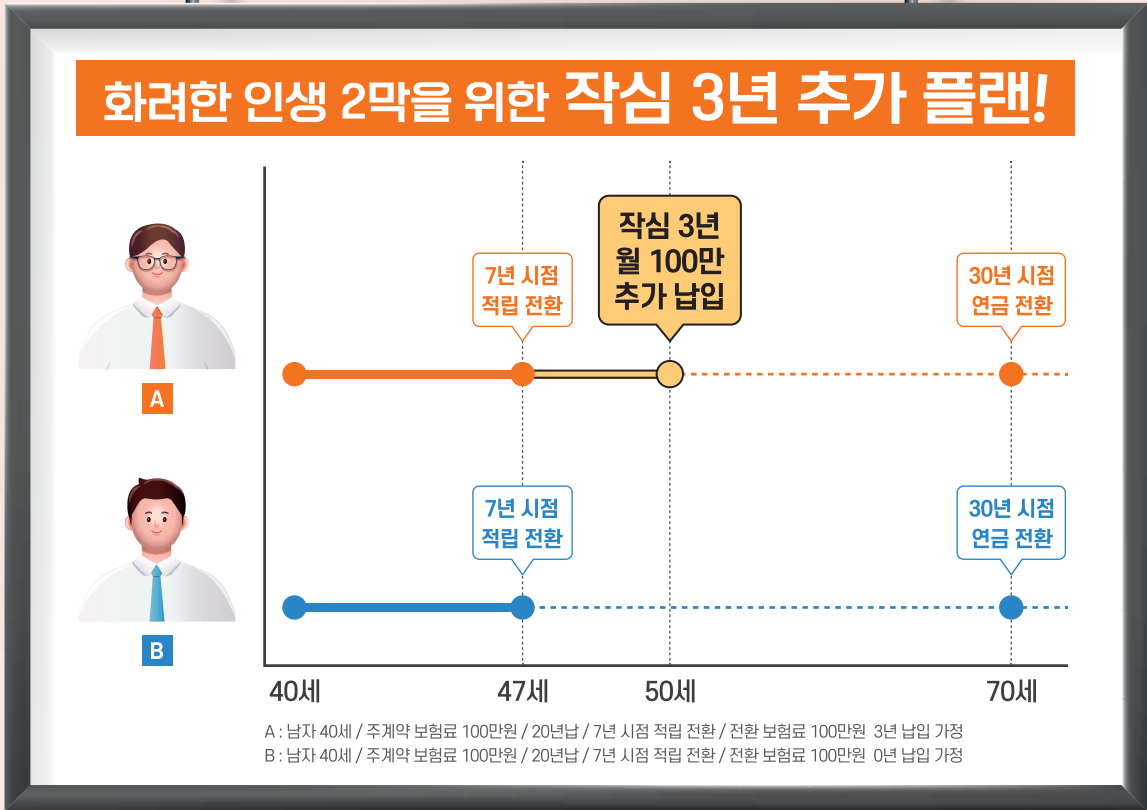 화려한 인생 2막을 위한 작심 3년 추가 플랜!
작심 3년
월 100만
추가 납입
7년 시점
적립 전환
30년 시점
연금 전환
A
7년 시점
적립 전환
30년 시점
연금 전환
B
40세 47세 50세 70세
A : 남자 40세 / 주계약 보험료 100만원 / 20년납 / 7년 시점 적립 전환 / 전환 보험료 100만원 3년 납입 가정
B : 남자 40세 / 주계약 보험료 100만원 / 20년납 / 7년 시점 적립 전환 / 전환 보험료 100만원 0년 납입 가정